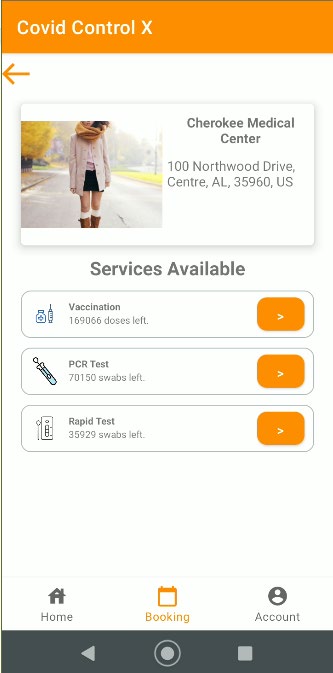 Covid Control X
Cherokee Medical
Center
100 Northwood Drive,
Centre, AL, 35960, US
Services Available
Vaccination
169066 doses left.
>
PCR Test
70150 swabs left.
>
Rapid Test
35929 swabs left.
>
Home
Booking
Account